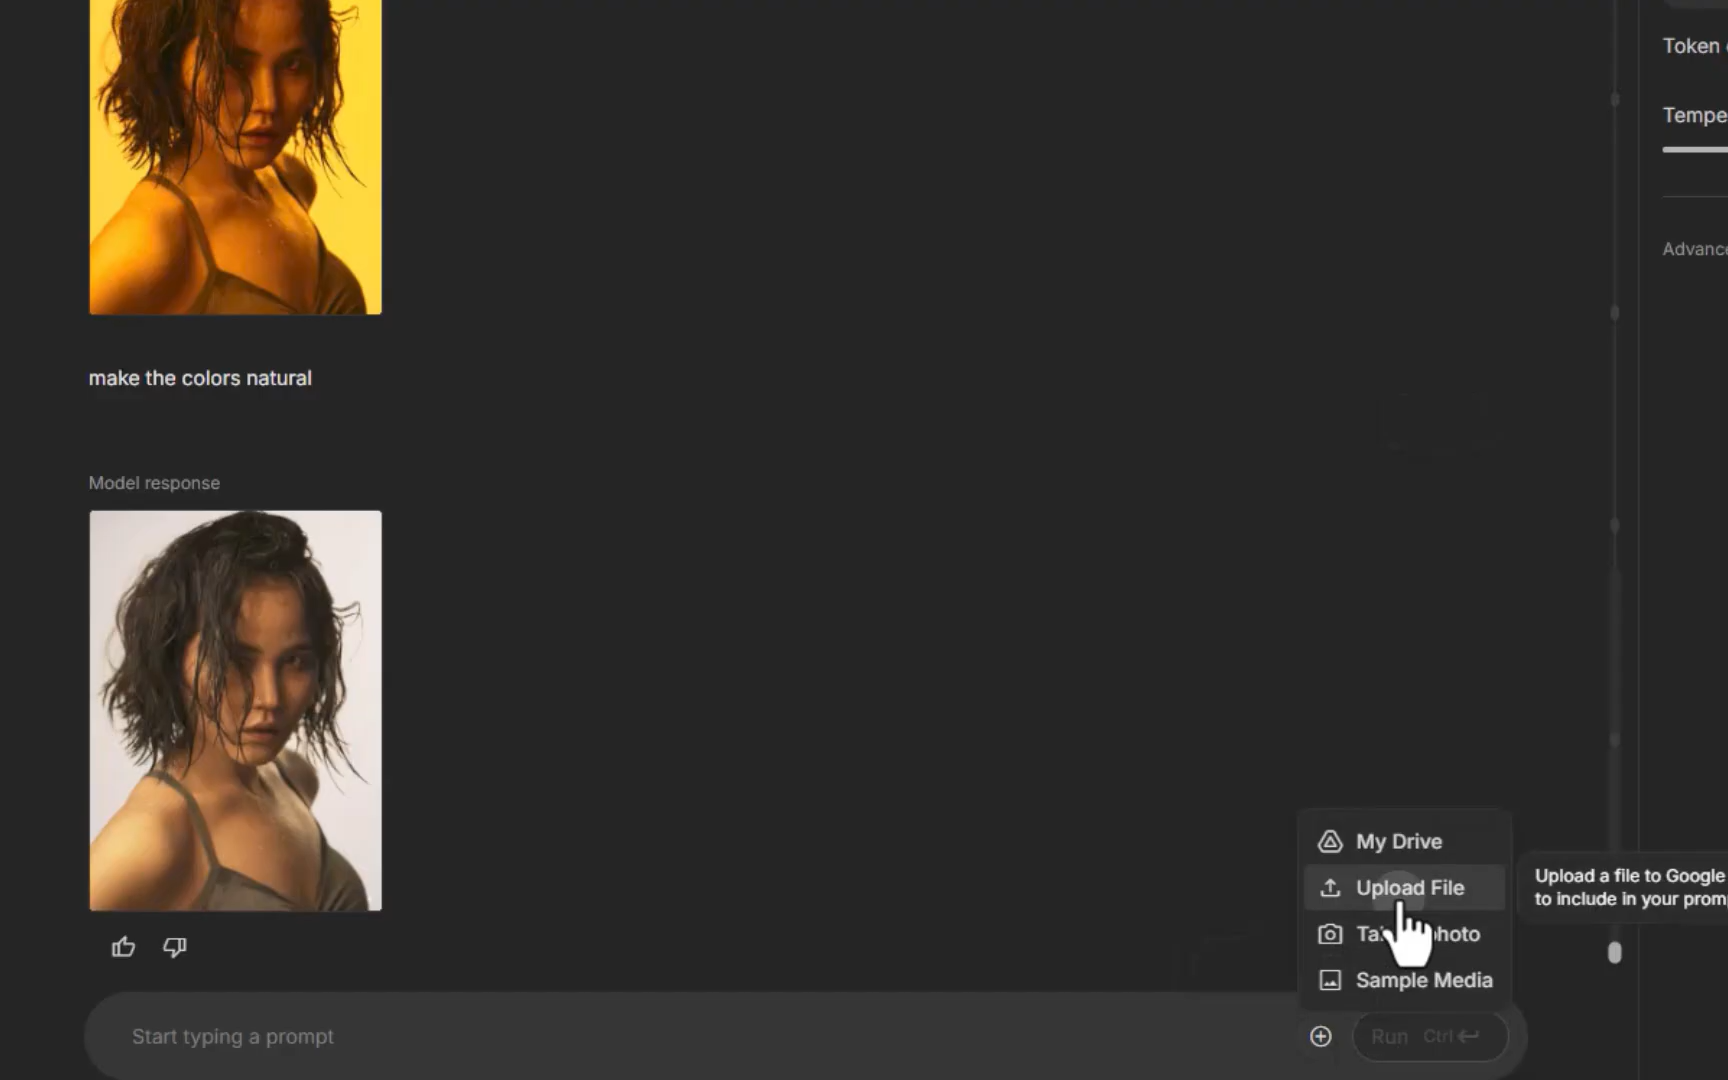 Token
Tempe
Advance
make the colors natural
Model response
My Drive
Upload File
Upload a file to Google
to include in your prom
Sample Media
Start typing a prompt
Run Ctrl